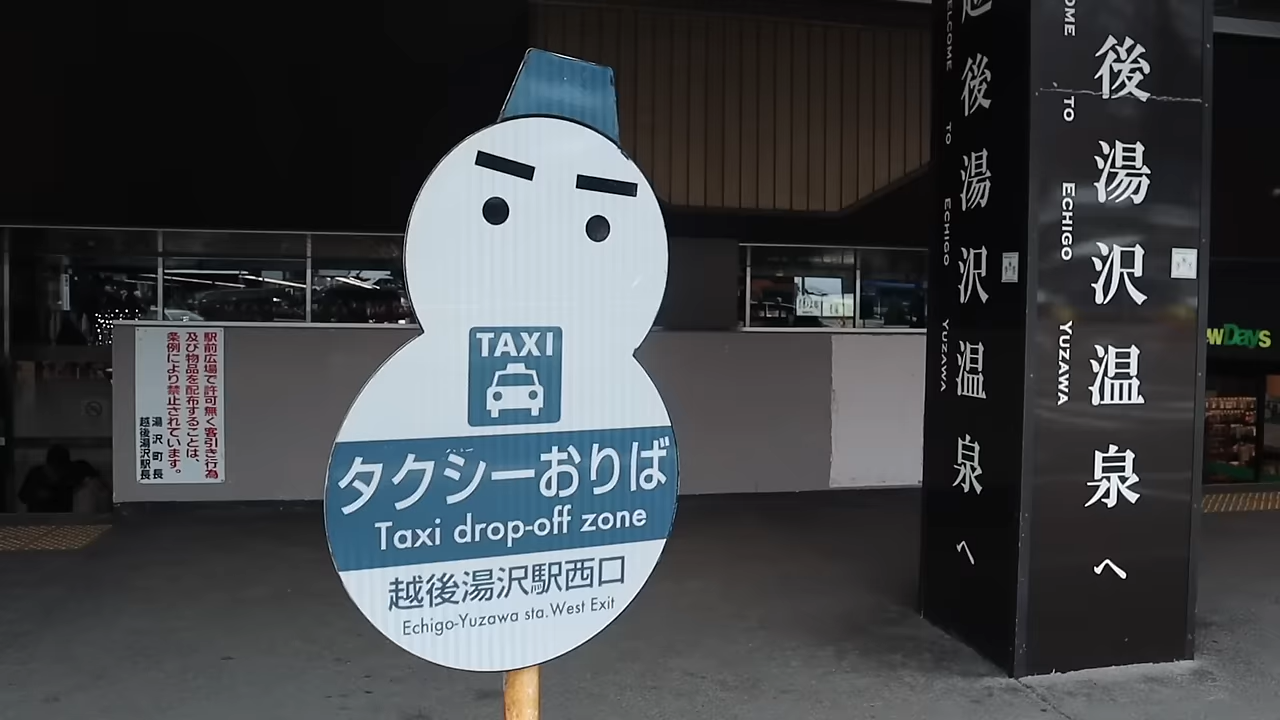 TAXI
タクシーおりば
Taxi drop-off zone
越後湯沢駅西口
Echigo-Yuzawa sta. West Exit
駅前広場で許可無く客引き行為
及び物品を配布することは、
条例により禁止されています。
湯沢町長
越後湯沢駅長
越後湯沢温泉へ
WELCOME TO ECHIGO YUZAWA
後湯沢温泉へ
OME TO ECHIGO YUZAWA
wDays